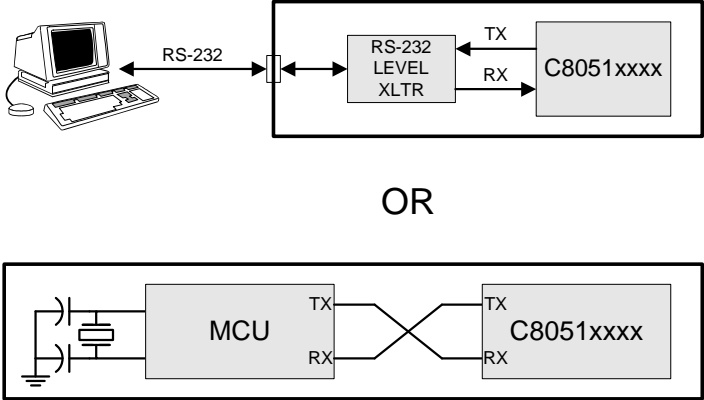 RS-232
RS-232
LEVEL
XLTR
TX
RX
C8051xxxx
OR
MCU
TX
RX
TX
RX
C8051xxxx